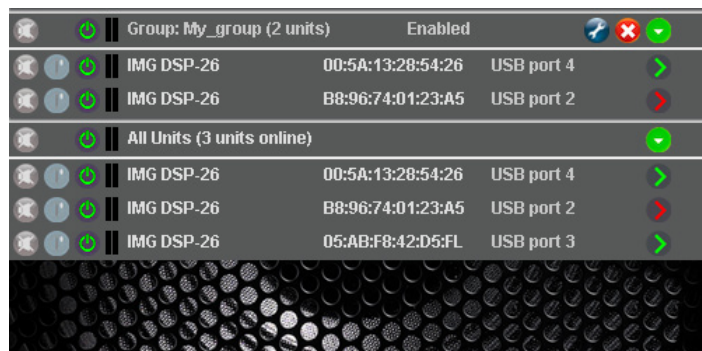 Group: My_group (2 units) Enabled
IMG DSP-26 00:5A:13:28:54:26 USB port 4
IMG DSP-26 B8:96:74:01:23:A5 USB port 2
All Units (3 units online)
IMG DSP-26 00:5A:13:28:54:26 USB port 4
IMG DSP-26 B8:96:74:01:23:A5 USB port 2
IMG DSP-26 05:AB:F8:42:D5:FL USB port 3